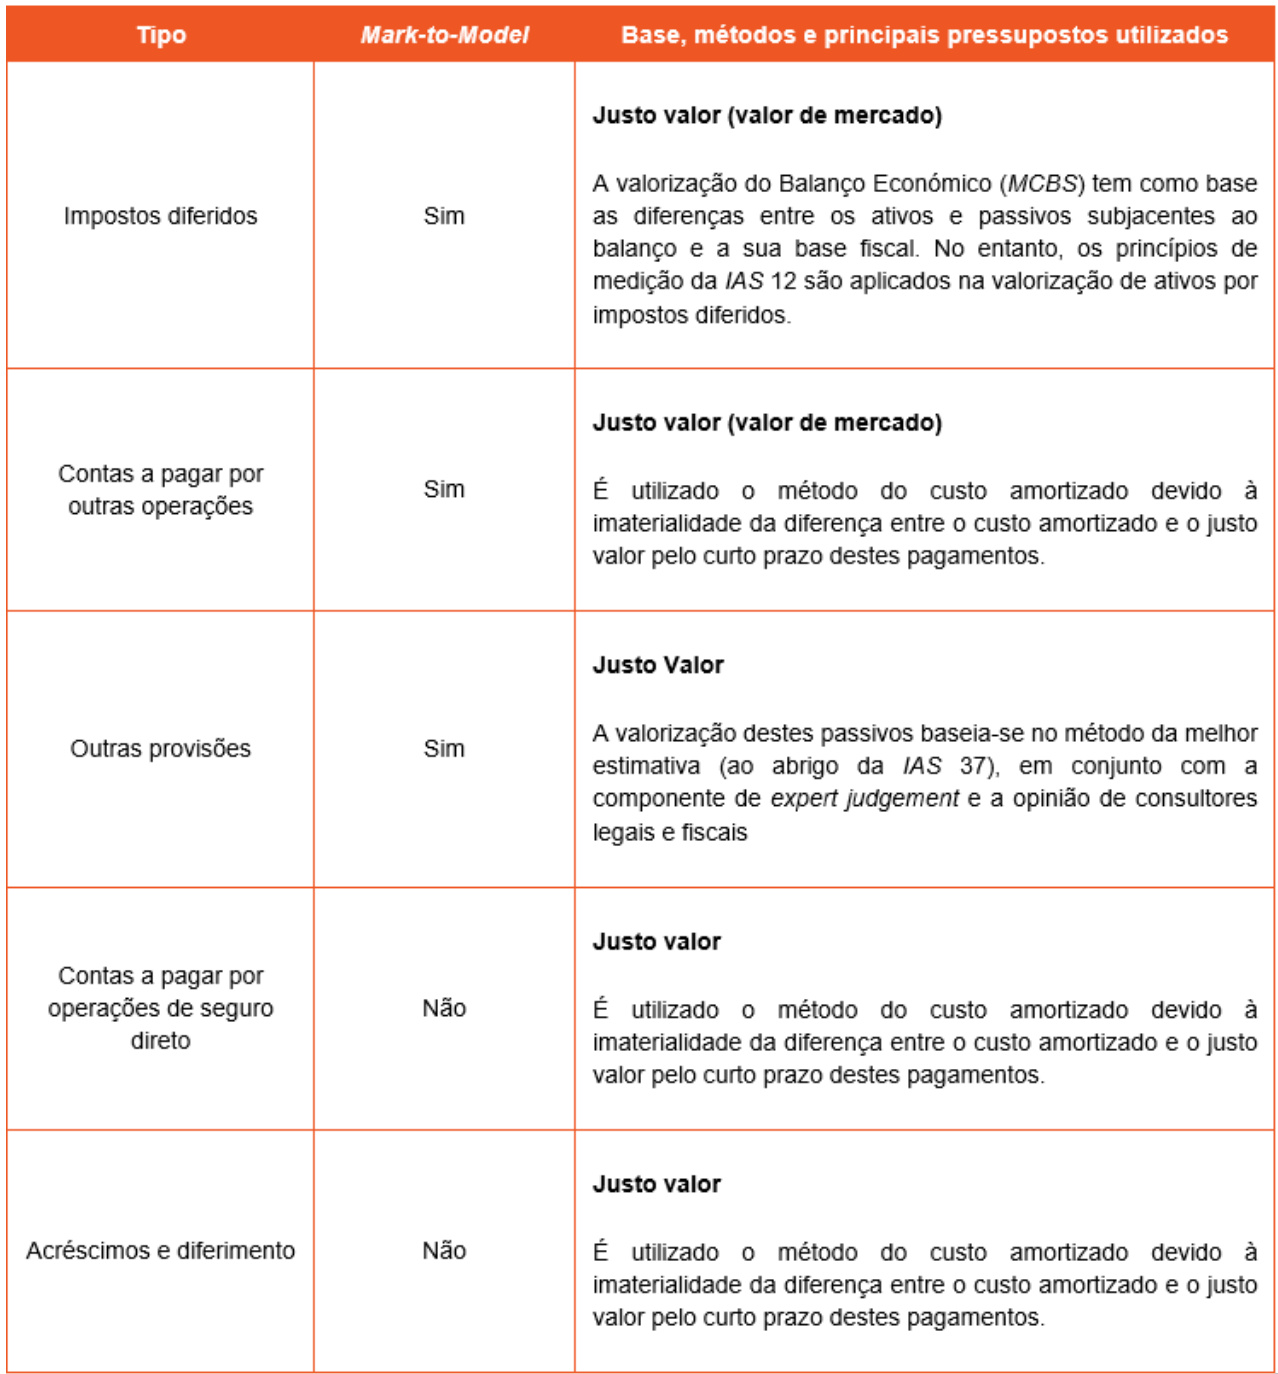 Tipo
Mark-to-Model
Base, métodos e principais pressupostos utilizados
Impostos diferidos
Sim
Justo valor (valor de mercado)
A valorização do Balanço Económico (MCBS) tem como base
as diferenças entre os ativos e passivos subjacentes ao
balanço e a sua base fiscal. No entanto, os princípios de
medição da IAS 12 são aplicados na valorização de ativos por
impostos diferidos.
Contas a pagar por
outras operações
Sim
Justo valor (valor de mercado)
É utilizado o método do custo amortizado devido à
imaterialidade da diferença entre o custo amortizado e o justo
valor pelo curto prazo destes pagamentos.
Outras provisões
Sim
Justo Valor
A valorização destes passivos baseia-se no método da melhor
estimativa (ao abrigo da IAS 37), em conjunto com a
componente de expert judgement e a opinião de consultores
legais e fiscais
Contas a pagar por
operações de seguro
direto
Não
Justo valor
É utilizado o método do custo amortizado devido à
imaterialidade da diferença entre o custo amortizado e o justo
valor pelo curto prazo destes pagamentos.
Acréscimos e diferimento
Não
Justo valor
É utilizado o método do custo amortizado devido à
imaterialidade da diferença entre o custo amortizado e o justo
valor pelo curto prazo destes pagamentos.